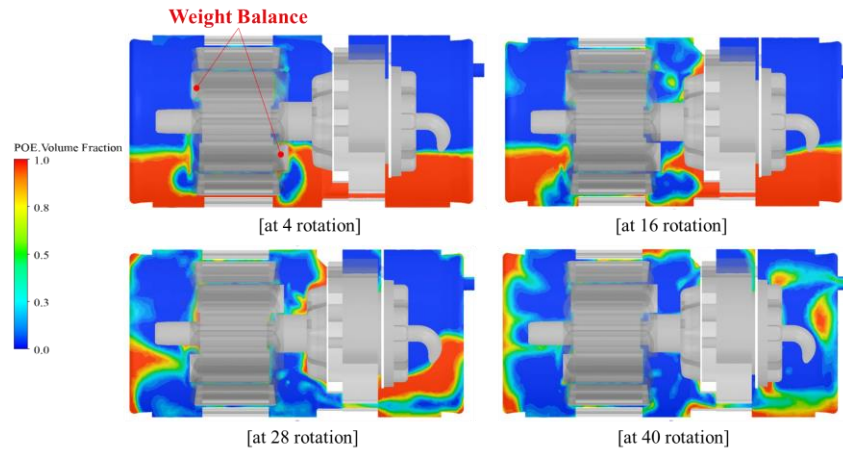 Weight Balance
POE.Volume Fraction
1.0
0.8
0.5
0.3
0.0
[at 4 rotation]
[at 16 rotation]
[at 28 rotation]
[at 40 rotation]